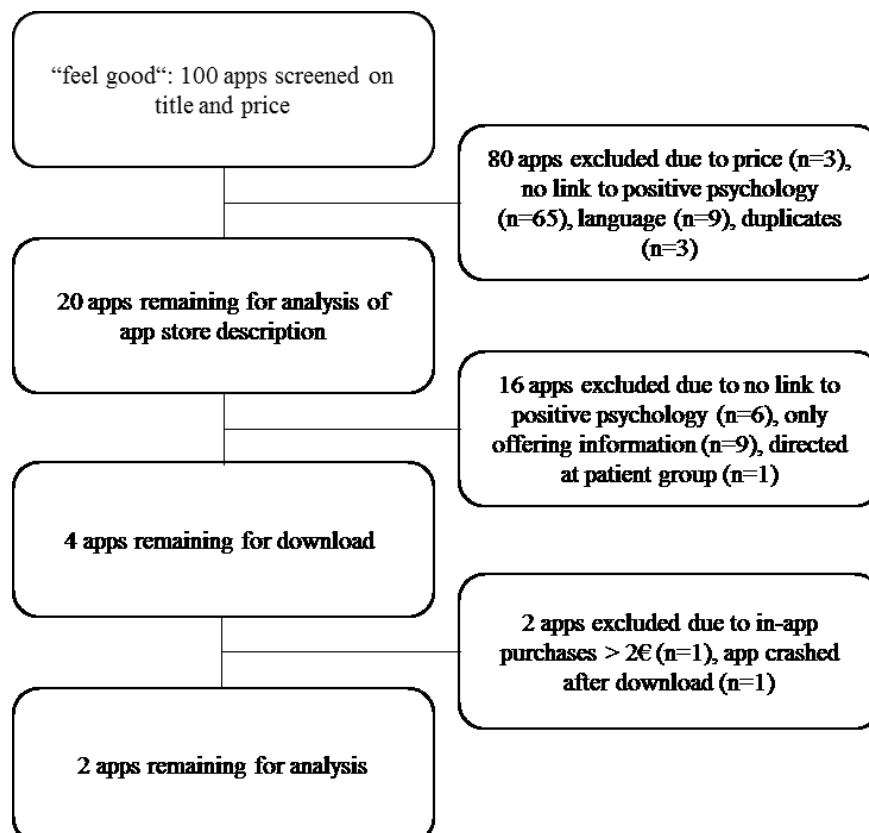 “feel good“: 100 apps screened on
title and price
80 apps excluded due to price (n=3),
no link to positive psychology
(n=65), language (n=9), duplicates
(n=3)
20 apps remaining for analysis of
app store description
16 apps excluded due to no link to
positive psychology (n=6), only
offering information (n=9), directed
at patient group (n=1)
4 apps remaining for download
2 apps excluded due to in-app
purchases > 2€ (n=1), app crashed
after download (n=1)
2 apps remaining for analysis